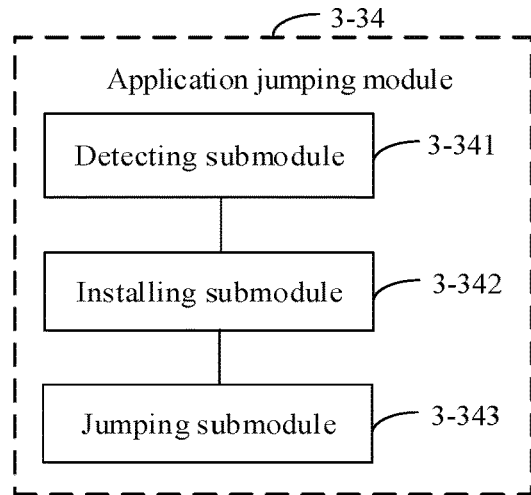 3-34
Application jumping module
Detecting submodule
3-341
Installing submodule
3-342
Jumping submodule
3-343